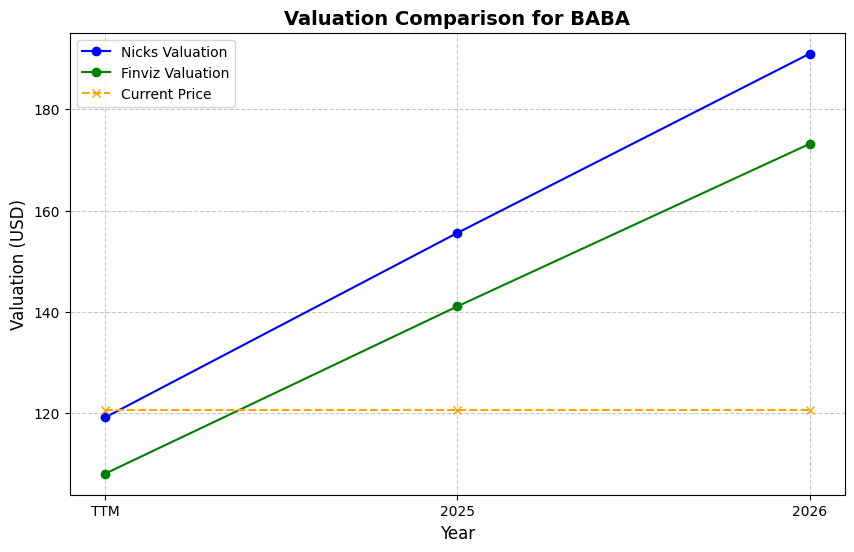 Valuation Comparison for BABA
Nicks Valuation
Finviz Valuation
Current Price
Valuation (USD)
180
160
140
120
TTM
2025
2026
Year